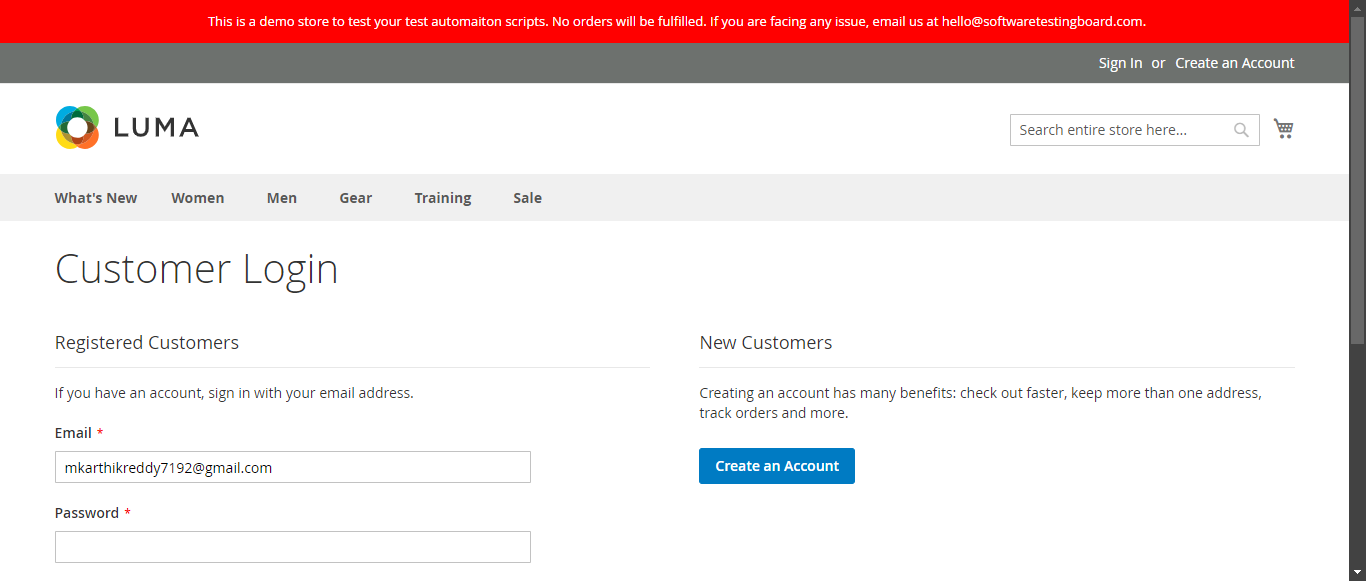 This is a demo store to test your test automaiton scripts. No orders will be fulfilled. If you are facing any issue, email us at hello@softwaretestingboard.com.
Sign In or Create an Account
LUMA
Search entire store here...
What's New Women Men Gear Training Sale
Customer Login
Registered Customers
If you have an account, sign in with your email address.
Email *
mkarthikreddy7192@gmail.com
Password *
New Customers
Creating an account has many benefits: check out faster, keep more than one address,
track orders and more.
Create an Account